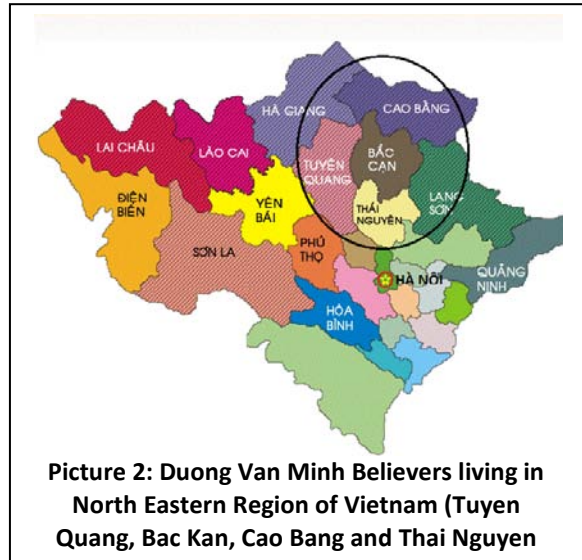 HÀ GIANG
CAO BẰNG
LAI CHÂU
LÀO CAI
BẮC
CẠN
TUYÊN
QUANG
ĐIỆN
BIÊN
YÊN
BÁI
THÁI
NGUYÊN
LẠNG
SƠN
SƠN LA
PHÚ
THỌ
HÀ NỘI
QUẢNG
NINH
HÒA
BÌNH
Picture 2: Duong Van Minh Believers living in
North Eastern Region of Vietnam (Tuyen
Quang, Bac Kan, Cao Bang and Thai Nguyen